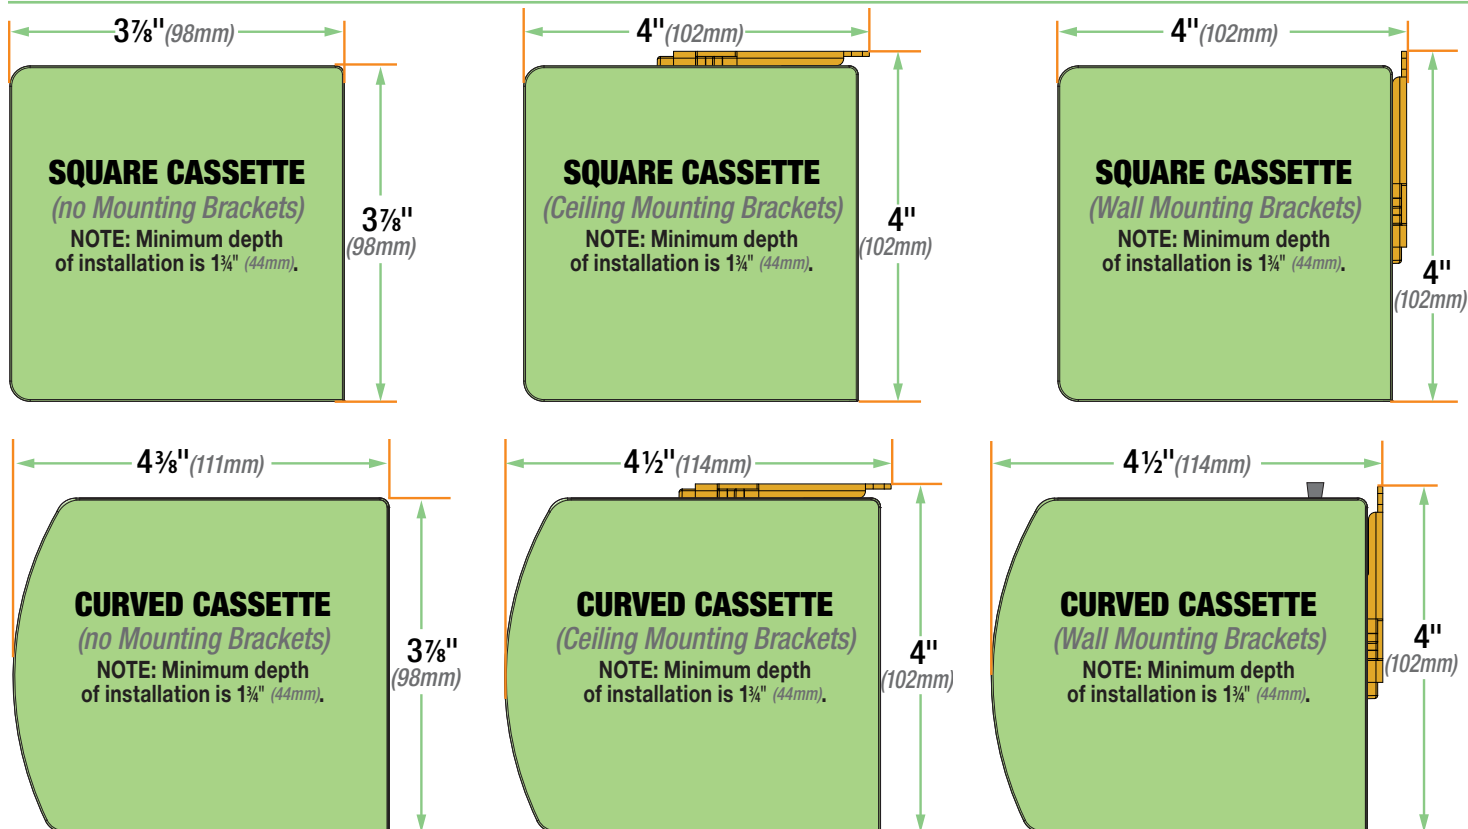 3⅞" (98mm)
SQUARE CASSETTE
(no Mounting Brackets)
NOTE: Minimum depth
of installation is 1¾" (44mm).
3⅞"
(98mm)
4" (102mm)
SQUARE CASSETTE
(Ceiling Mounting Brackets)
NOTE: Minimum depth
of installation is 1¾" (44mm).
4"
(102mm)
4" (102mm)
SQUARE CASSETTE
(Wall Mounting Brackets)
NOTE: Minimum depth
of installation is 1¾" (44mm).
4"
(102mm)
4⅜" (111mm)
CURVED CASSETTE
(no Mounting Brackets)
NOTE: Minimum depth
of installation is 1¾" (44mm).
3⅞"
(98mm)
4½" (114mm)
CURVED CASSETTE
(Ceiling Mounting Brackets)
NOTE: Minimum depth
of installation is 1¾" (44mm).
4"
(102mm)
4½" (114mm)
CURVED CASSETTE
(Wall Mounting Brackets)
NOTE: Minimum depth
of installation is 1¾" (44mm).
4"
(102mm)